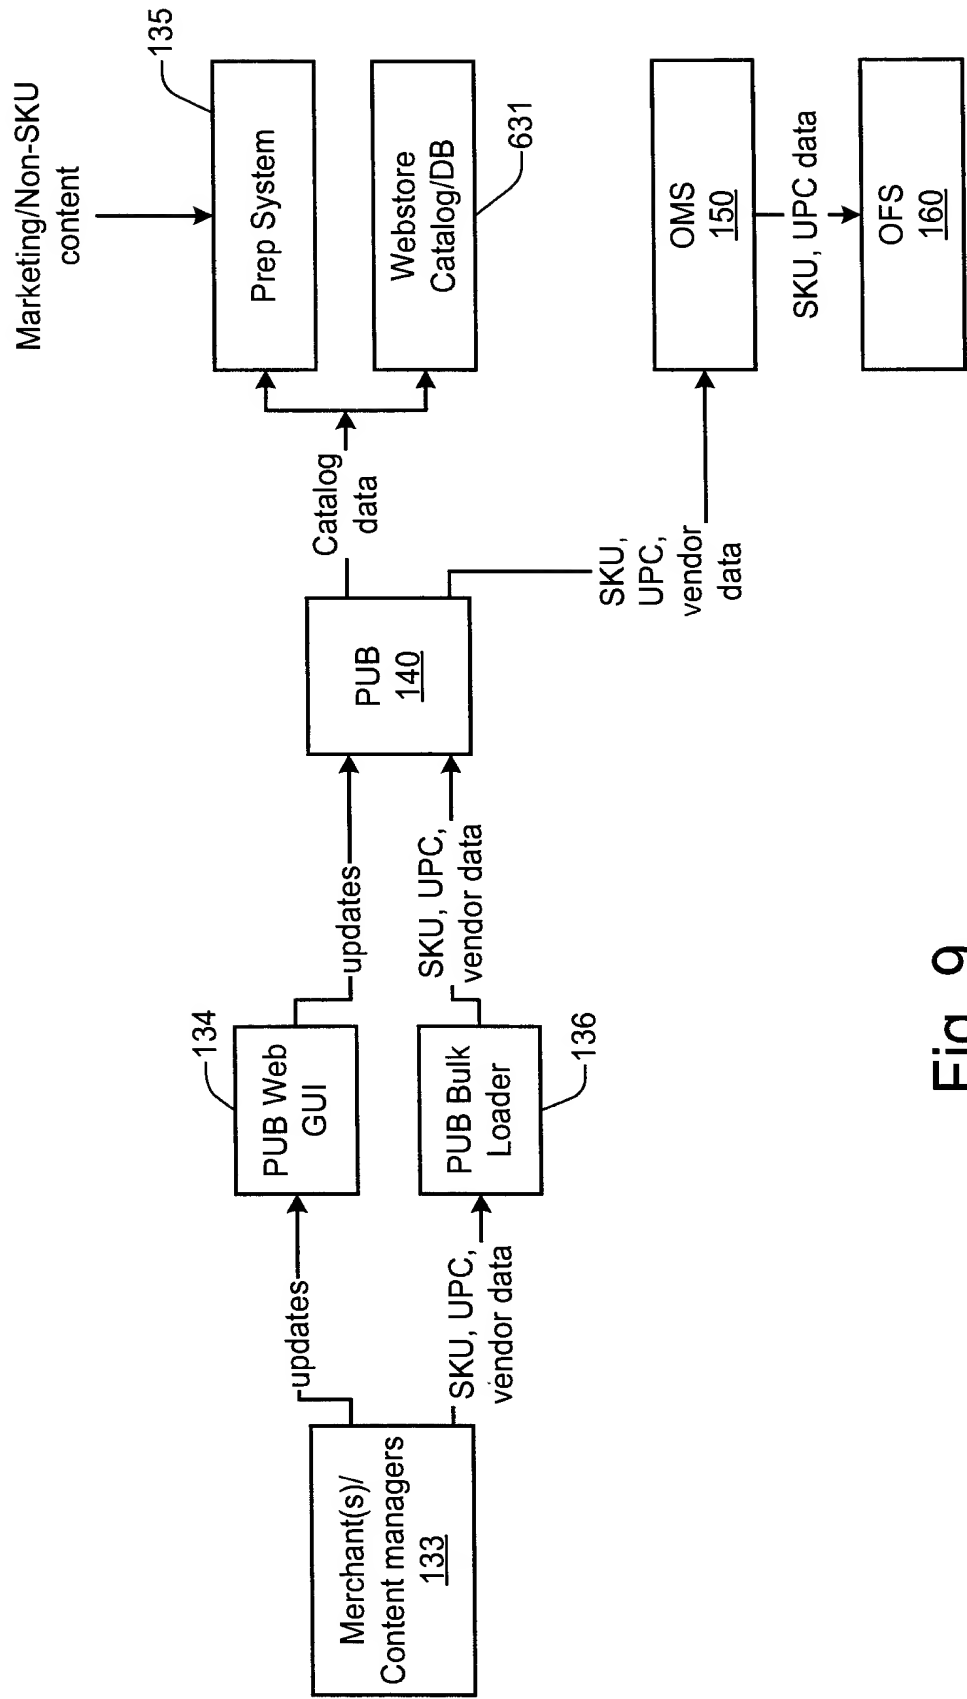 Marketing/Non-SKU
content
135
Prep System
Webstore
Catalog/DB
631
Catalog
data
134
PUB Web
GUI
updates
updates
PUB
140
Merchant(s)/
Content managers
133
SKU, UPC,
vendor data
PUB Bulk
Loader
136
SKU, UPC,
vendor data
SKU,
UPC,
vendor
data
OMS
150
SKU, UPC data
OFS
160
Fig. 9